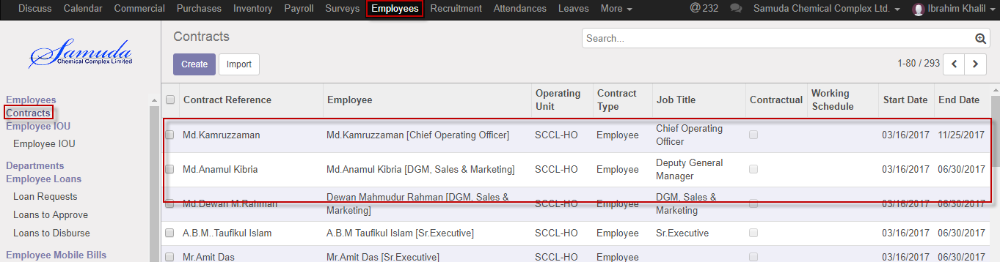 Discuss Calendar Commercial Purchases Inventory Payroll Surveys Employees Recruitment Attendances Leaves More @ 232 Samuda Chemical Complex Ltd. Ibrahim Khalil
Samuda
Chemical Complex Limited
Employees
Contracts
Employee IOU
Employee IOU
Departments
Employee Loans
Loan Requests
Loans to Approve
Loans to Disburse
Employee Mobile Bills
Contracts
Search...
Create Import
1-80 / 293
Contract Reference Employee Operating Unit Contract Type Job Title Contractual Working Schedule Start Date End Date
Md.Kamruzzaman Md.Kamruzzaman [Chief Operating Officer] SCCL-HO Employee Chief Operating Officer 03/16/2017 11/25/2017
Md.Anamul Kibria Md.Anamul Kibria [DGM, Sales & Marketing] SCCL-HO Employee Deputy General Manager 03/16/2017 06/30/2017
Md.Dewan M.Rahman Dewan Mahmudur Rahman [DGM, Sales & Marketing] SCCL-HO Employee DGM, Sales & Marketing 03/16/2017 06/30/2017
A.B.M..Taufikul Islam A.B.M Taufikul Islam [Sr.Executive] SCCL-HO Employee Sr.Executive 03/16/2017 06/30/2017
Mr.Amit Das Mr.Amit Das [Sr.Executive] SCCL-HO Employee Sr.Executive 03/16/2017 06/30/2017